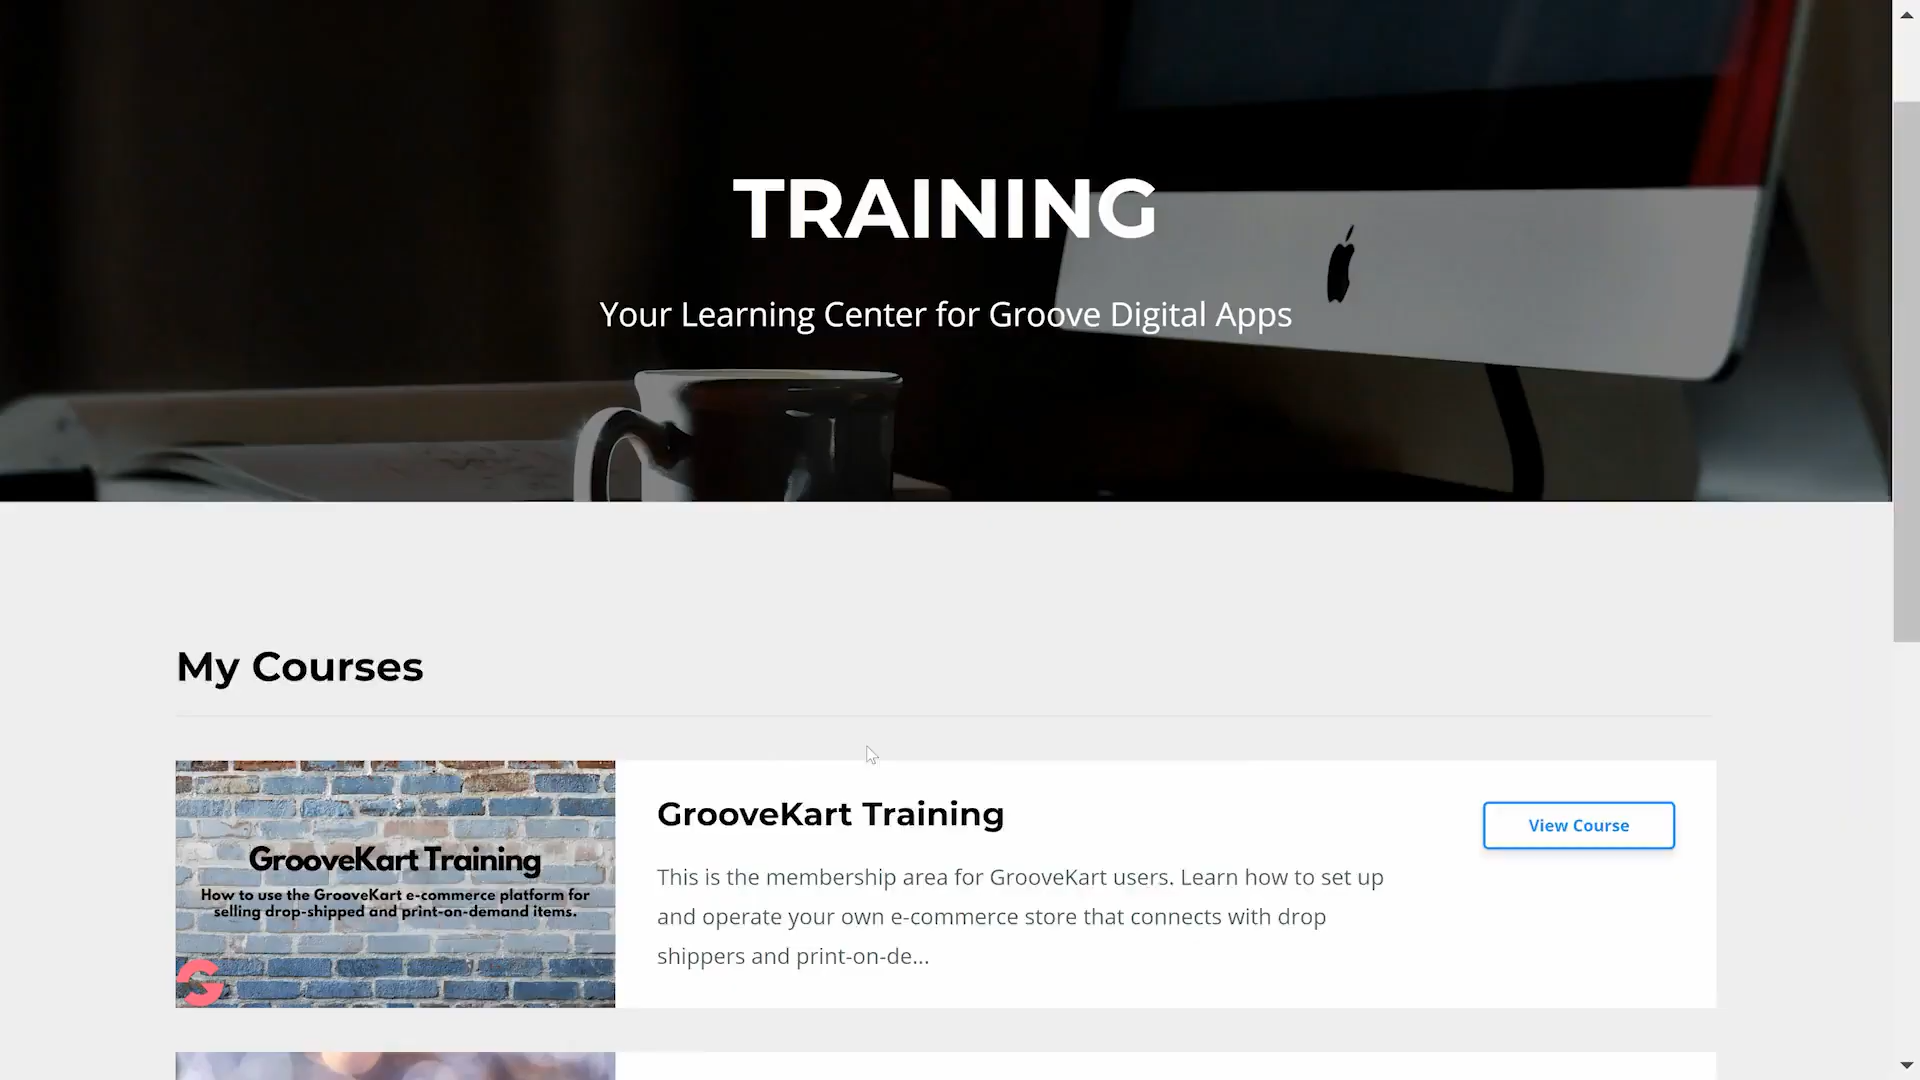 TRAINING
Your Learning Center for Groove Digital Apps
My Courses
GrooveKart Training
How to use the GrooveKart e-commerce platform for
selling drop-shipped and print-on-demand items.
GrooveKart Training
View Course
This is the membership area for GrooveKart users. Learn how to set up
and operate your own e-commerce store that connects with drop
shippers and print-on-de...